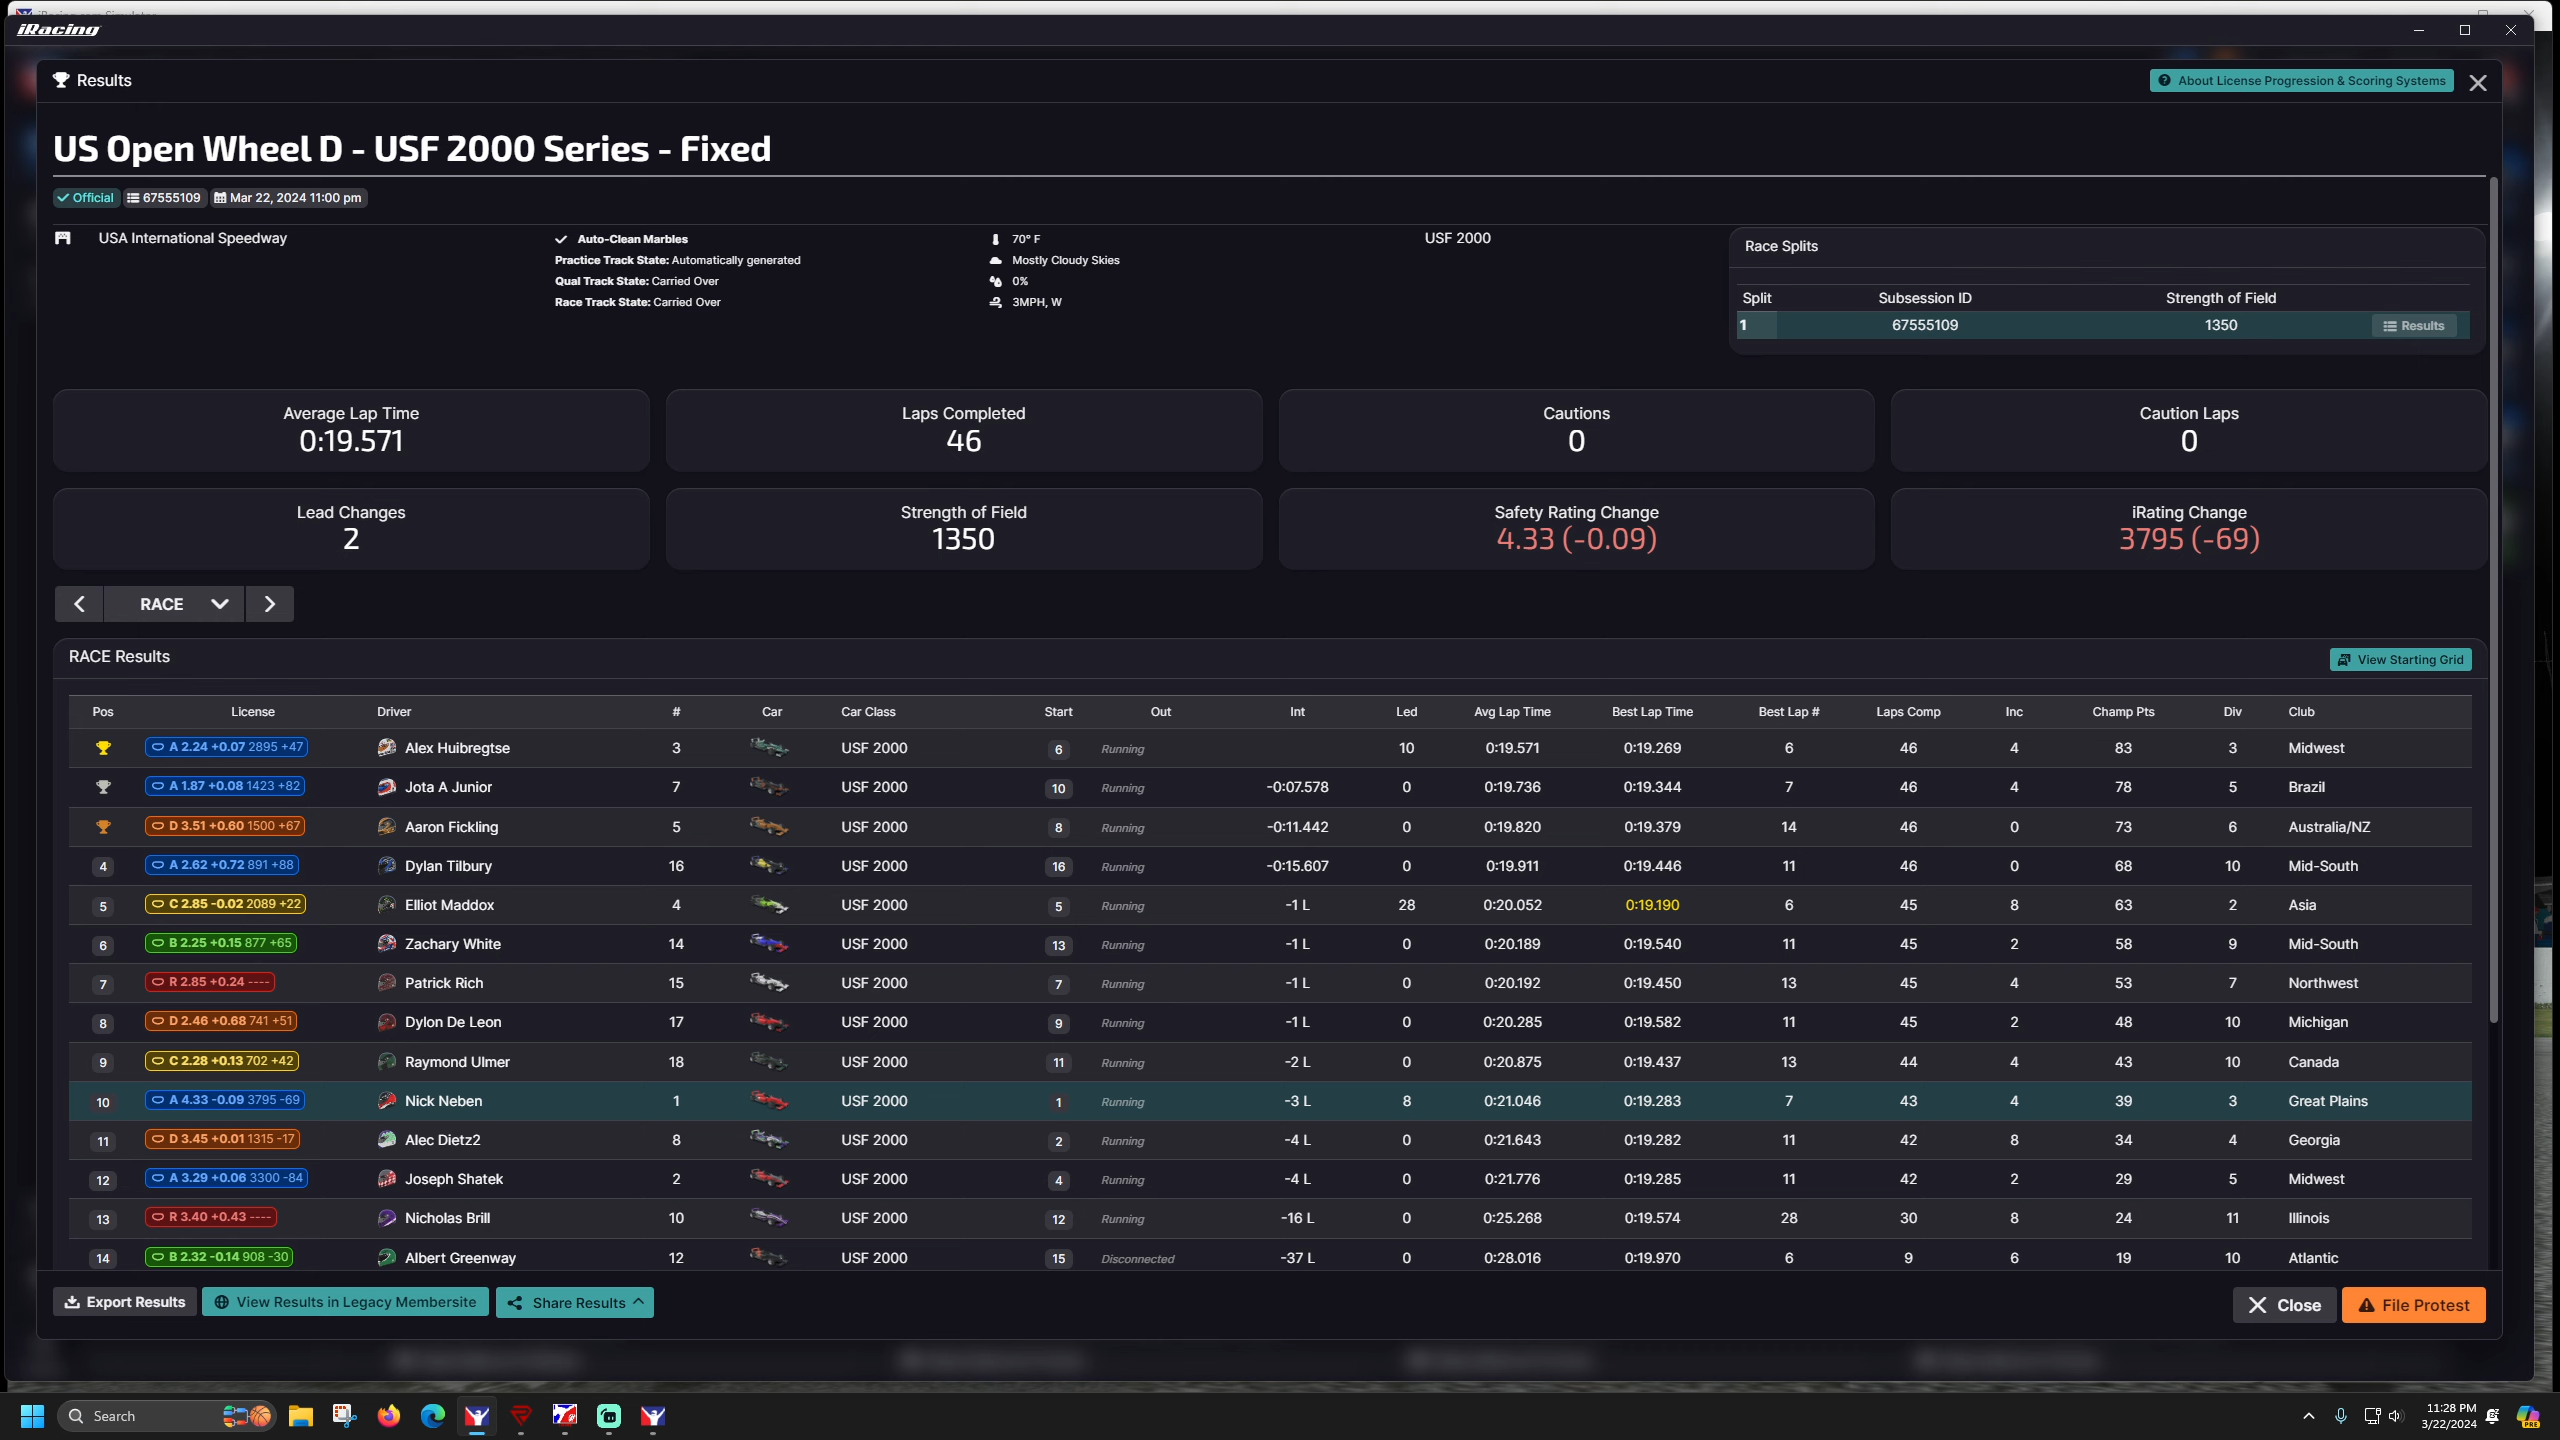 iRacing
Results
About License Progression & Scoring Systems
US Open Wheel D - USF 2000 Series - Fixed
Official 67555109 Mar 22, 2024 11:00 pm
USA International Speedway
Auto-Clean Marbles
Practice Track State: Automatically generated
Qual Track State: Carried Over
Race Track State: Carried Over
70° F
Mostly Cloudy Skies
0%
3MPH, W
USF 2000
Race Splits
Split Subsession ID Strength of Field
1 67555109 1350 Results
Average Lap Time
0:19.571
Laps Completed
46
Cautions
0
Caution Laps
0
Lead Changes
2
Strength of Field
1350
Safety Rating Change
4.33 (-0.09)
iRating Change
3795 (-69)
RACE
RACE Results
View Starting Grid
Pos License Driver # Car Car Class Start Out Int Led Avg Lap Time Best Lap Time Best Lap # Laps Comp Inc Champ Pts Div Club
A 2.24 +0.07 2895 +47 Alex Huibregtse 3 USF 2000 6 Running 10 0:19.571 0:19.269 6 46 4 83 3 Midwest
A 1.87 +0.08 1423 +82 Jota A Junior 7 USF 2000 10 Running -0:07.578 0 0:19.736 0:19.344 7 46 4 78 5 Brazil
D 3.51 +0.60 1500 +67 Aaron Fickling 5 USF 2000 8 Running -0:11.442 0 0:19.820 0:19.379 14 46 0 73 6 Australia/NZ
4 A 2.62 +0.72 891 +88 Dylan Tilbury 16 USF 2000 16 Running -0:15.607 0 0:19.911 0:19.446 11 46 0 68 10 Mid-South
5 C 2.85 -0.02 2089 +22 Elliot Maddox 4 USF 2000 5 Running -1 L 28 0:20.052 0:19.190 6 45 8 63 2 Asia
6 B 2.25 +0.15 877 +65 Zachary White 14 USF 2000 13 Running -1 L 0 0:20.189 0:19.540 11 45 2 58 9 Mid-South
7 R 2.85 +0.24 ---- Patrick Rich 15 USF 2000 7 Running -1 L 0 0:20.192 0:19.450 13 45 4 53 7 Northwest
8 D 2.46 +0.68 741 +51 Dylon De Leon 17 USF 2000 9 Running -1 L 0 0:20.285 0:19.582 11 45 2 48 10 Michigan
9 C 2.28 +0.13 702 +42 Raymond Ulmer 18 USF 2000 11 Running -2 L 0 0:20.875 0:19.437 13 44 4 43 10 Canada
10 A 4.33 -0.09 3795 -69 Nick Neben 1 USF 2000 1 Running -3 L 8 0:21.046 0:19.283 7 43 4 39 3 Great Plains
11 D 3.45 +0.01 1315 -17 Alec Dietz2 8 USF 2000 2 Running -4 L 0 0:21.643 0:19.282 11 42 8 34 4 Georgia
12 A 3.29 +0.06 3300 -84 Joseph Shatek 2 USF 2000 4 Running -4 L 0 0:21.776 0:19.285 11 42 2 29 5 Midwest
13 R 3.40 +0.43 ---- Nicholas Brill 10 USF 2000 12 Running -16 L 0 0:25.268 0:19.574 28 30 8 24 11 Illinois
14 B 2.32 -0.14 908 -30 Albert Greenway 12 USF 2000 15 Disconnected -37 L 0 0:28.016 0:19.970 6 9 6 19 10 Atlantic
Export Results View Results in Legacy Membersite Share Results Close File Protest
Search
11:28 PM
3/22/2024
PRE